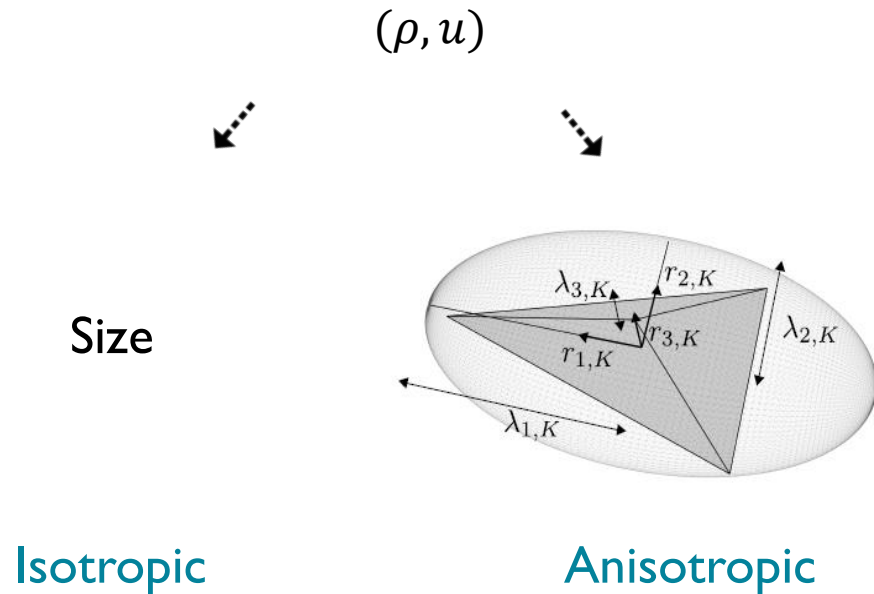 (ρ, u)
Size
λ₃,K
r₂,K
r₃,K
r₁,K
λ₂,K
λ₁,K
Isotropic
Anisotropic